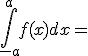 ∫_{-a}^{a} f(x)dx =